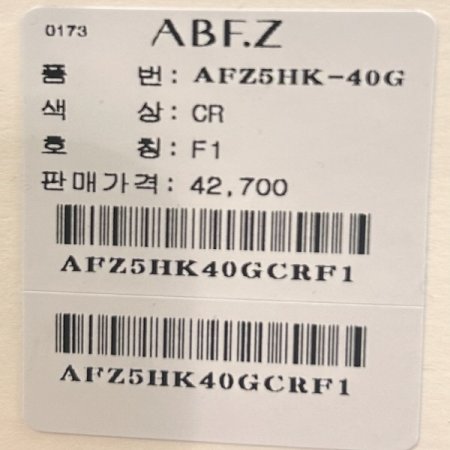 0173 ABF.Z
품 번: AFZ5HK-40G
색 상: CR
호 칭: F1
판매가격: 42,700
AFZ5HK40GCRF1
AFZ5HK40GCRF1